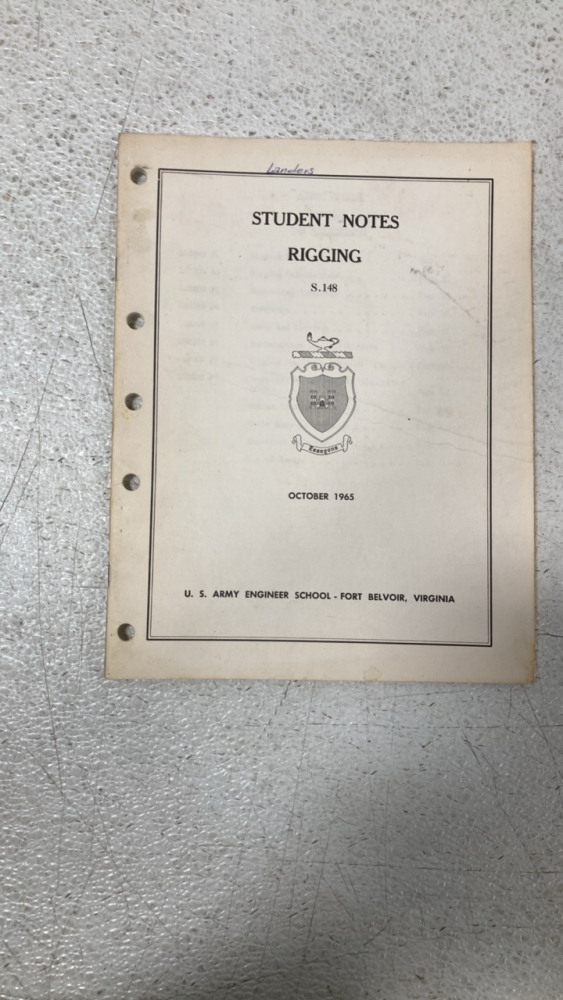 Landers
STUDENT NOTES
RIGGING
S.148
Essayons
OCTOBER 1965
U. S. ARMY ENGINEER SCHOOL - FORT BELVOIR, VIRGINIA